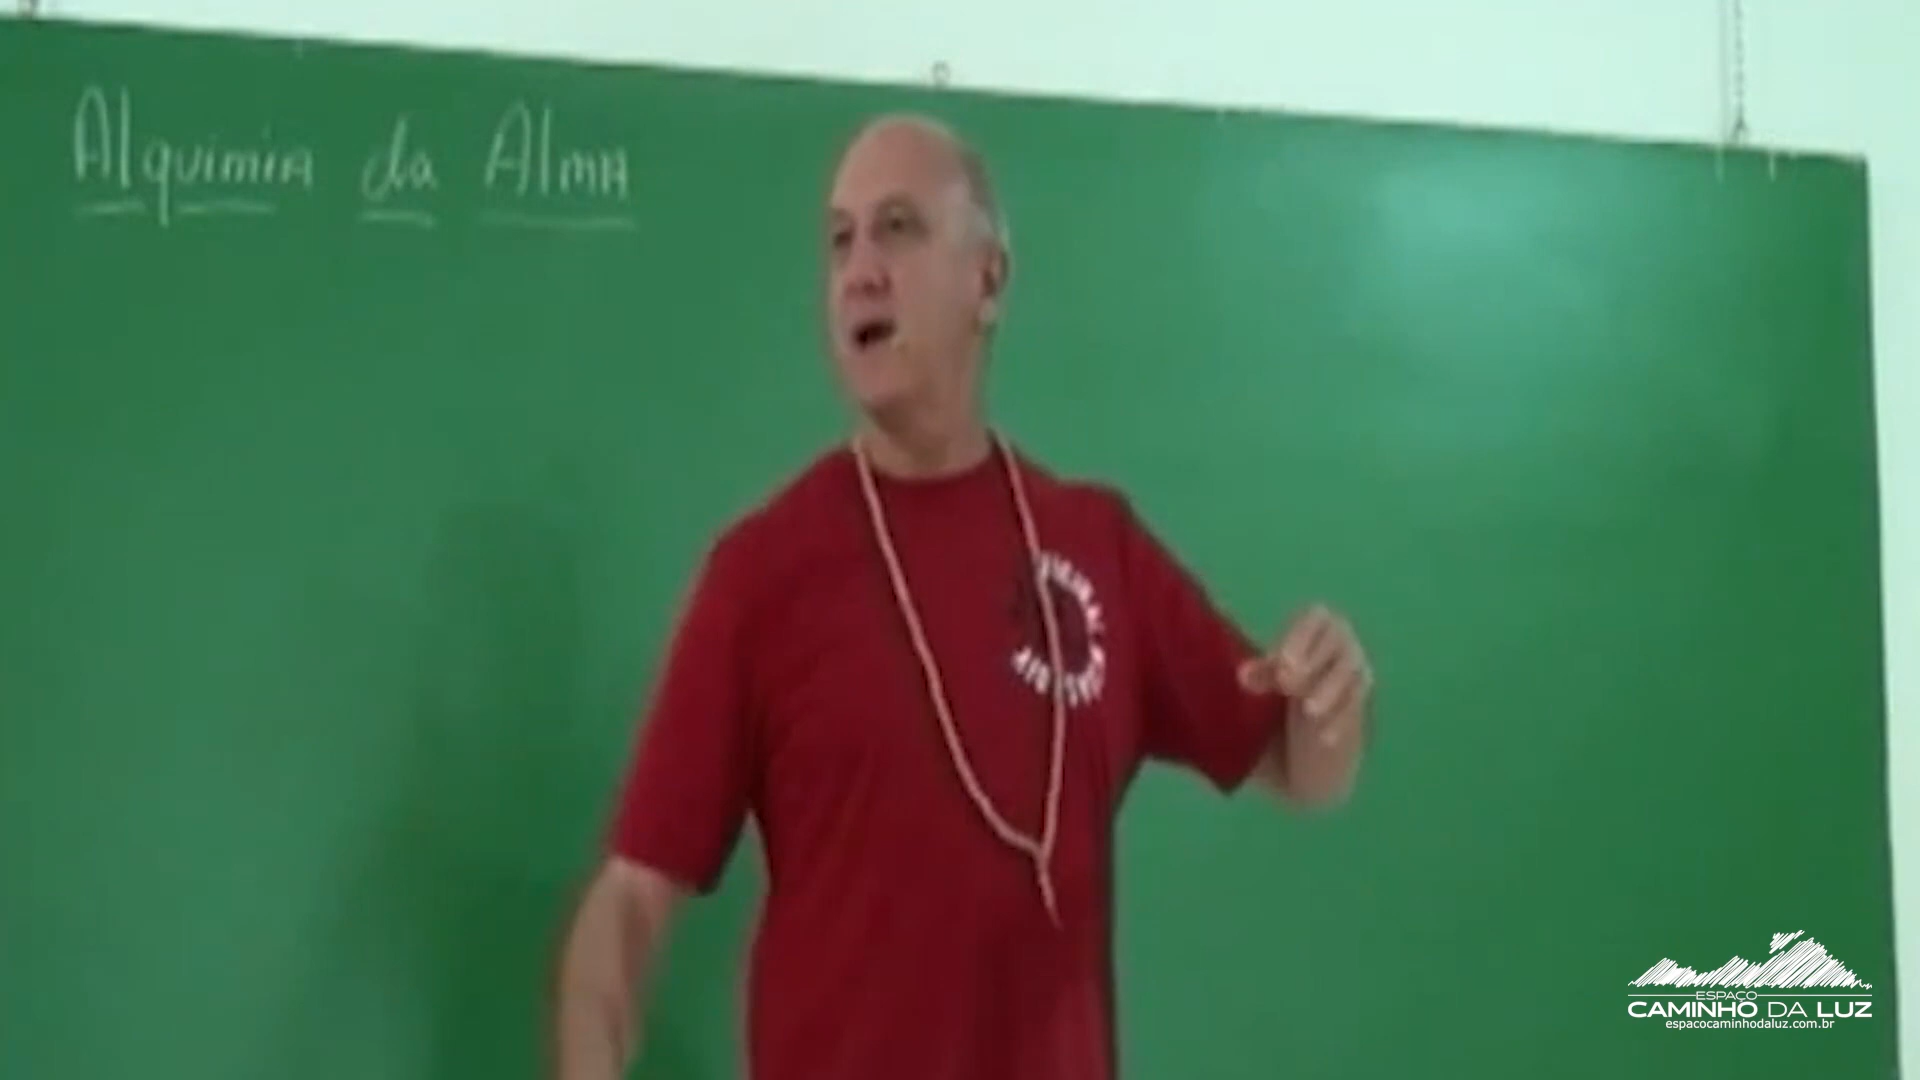 Alquimia da Alma
ESPAÇO
CAMINHO DA LUZ
espacocaminhodaluz.com.br